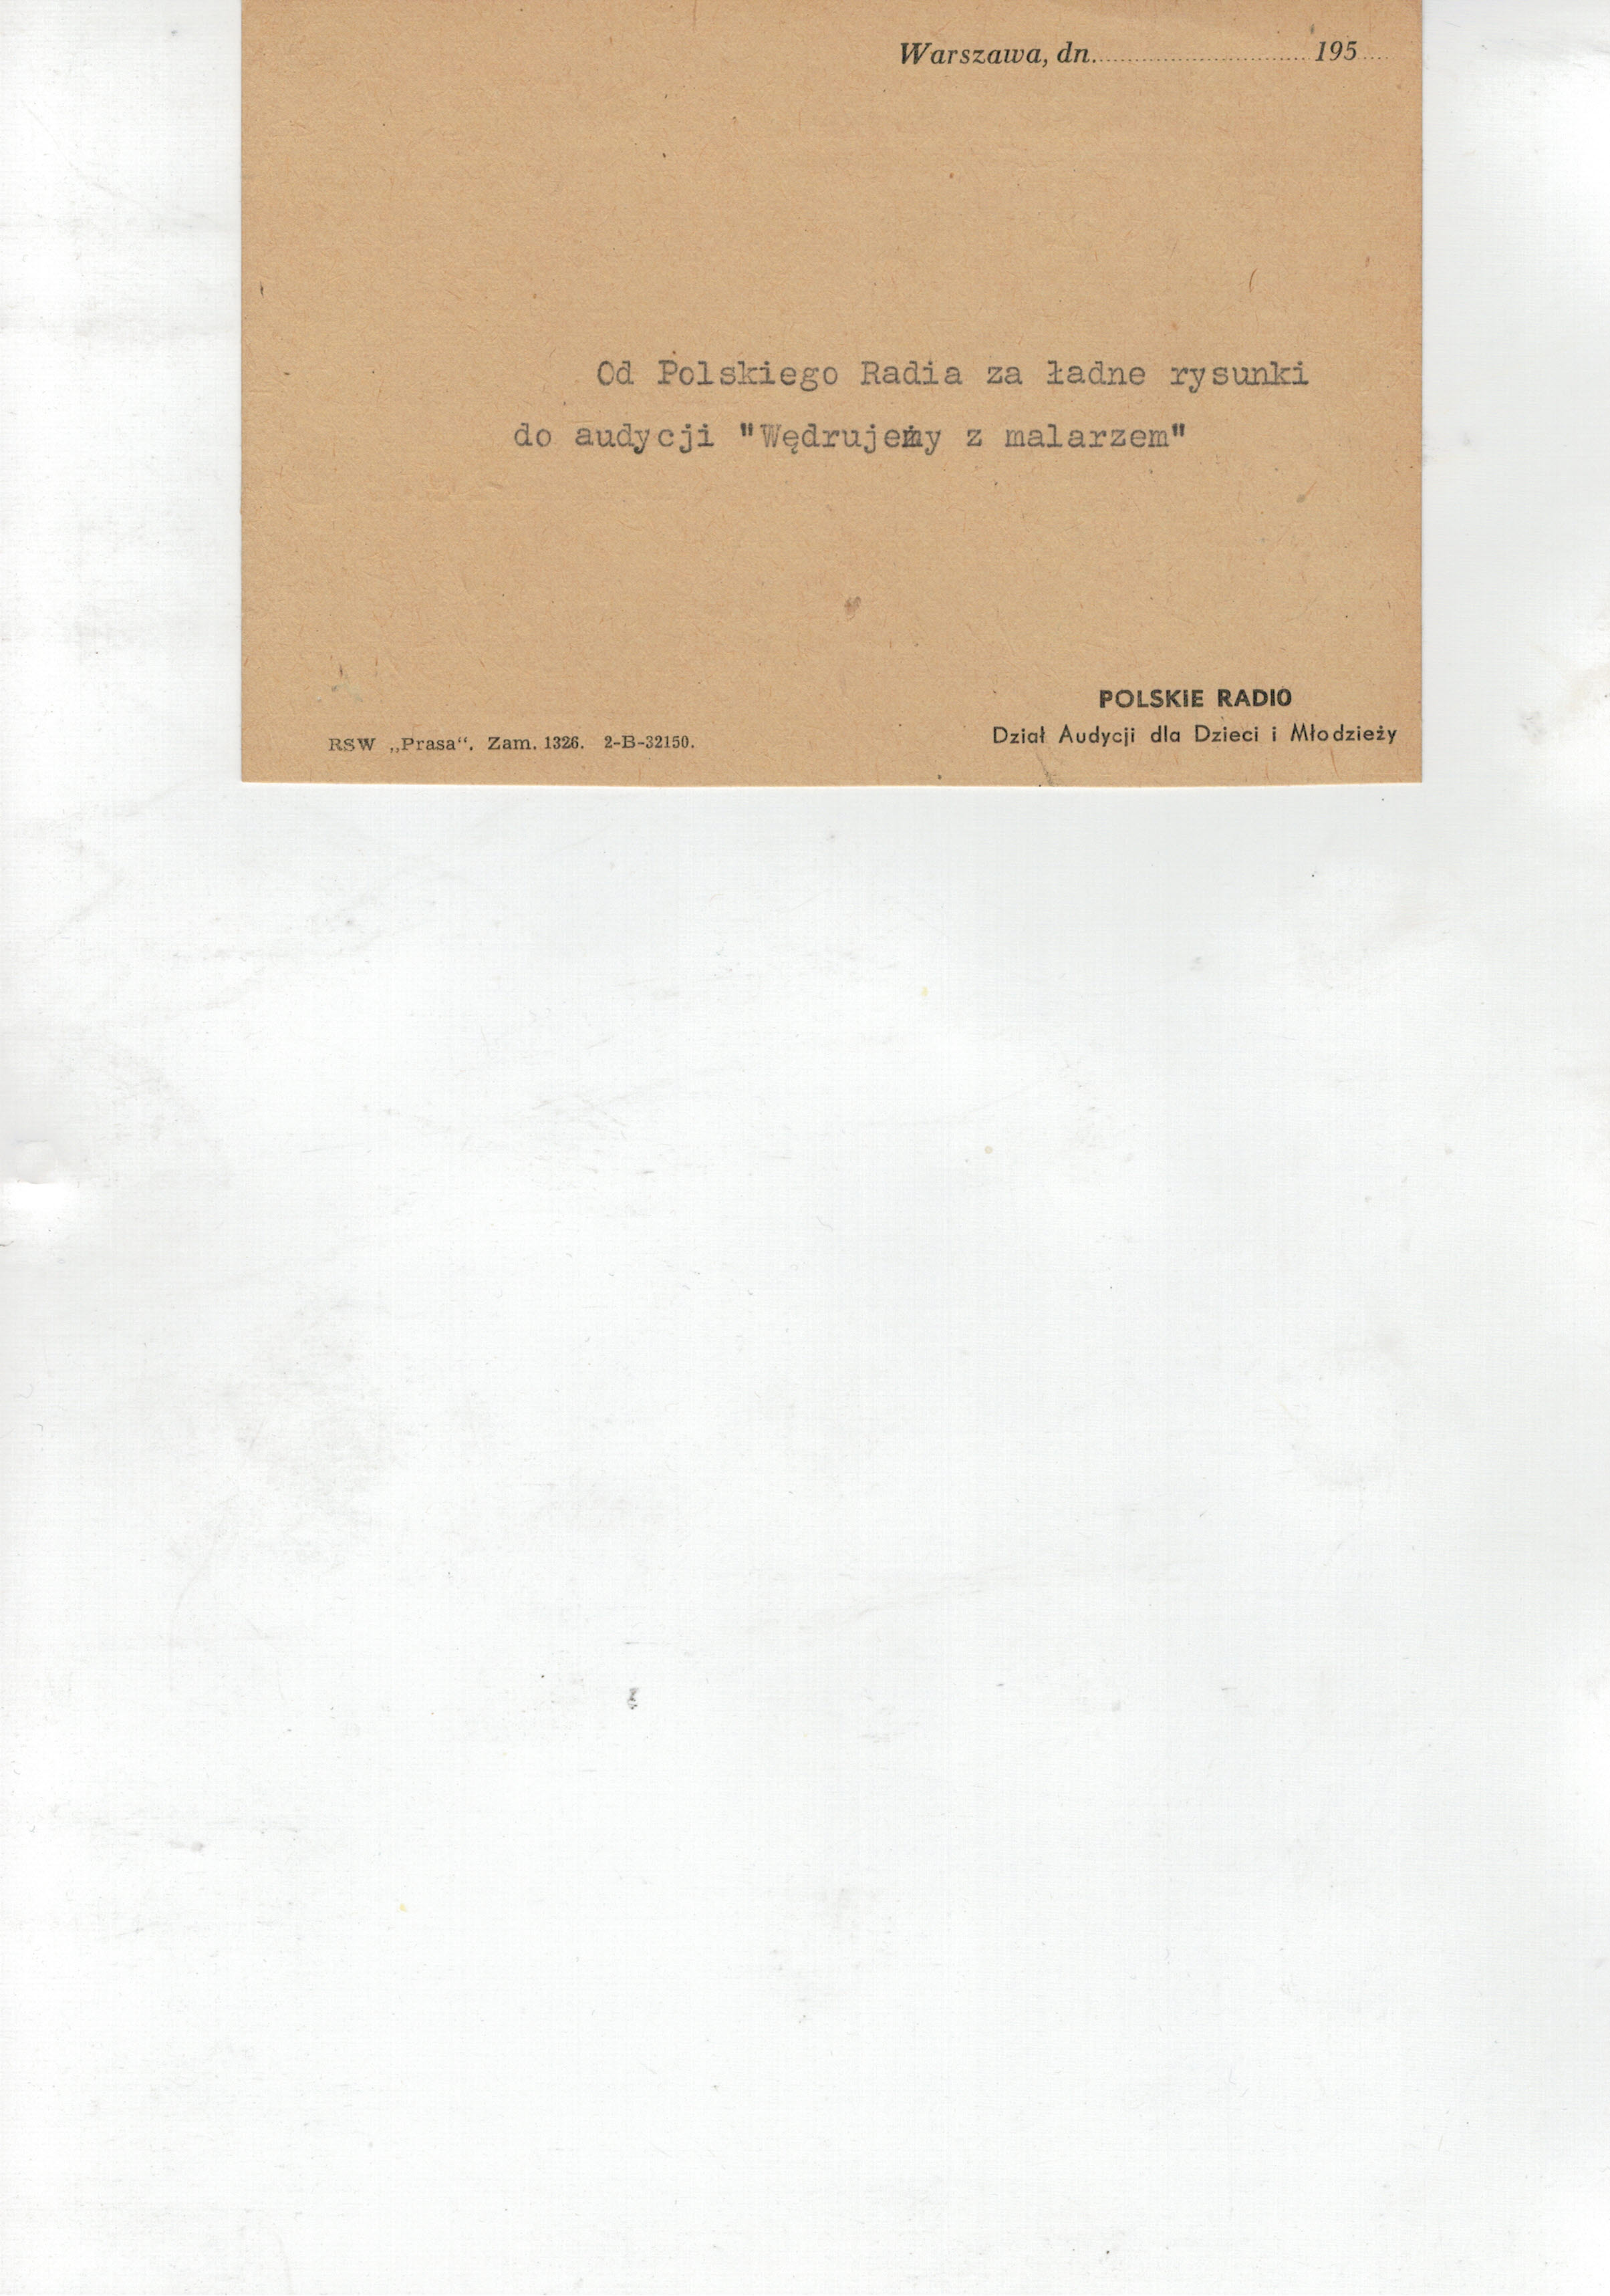 Warszawa, dn. 195
Od Polskiego Radia za ładne rysunki
do audycji "Wędrujemy z malarzem"
POLSKIE RADIO
RSW „Prasa“. Zam. 1326. 2-B-32150.
Dział Audycji dla Dzieci i Młodzieży